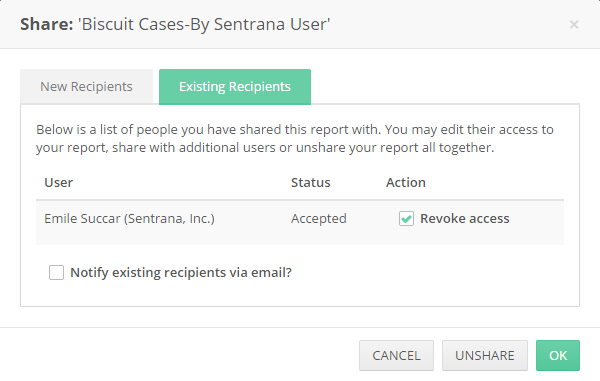 Share: 'Biscuit Cases-By Sentrana User'
×
New Recipients
Existing Recipients
Below is a list of people you have shared this report with. You may edit their access to
your report, share with additional users or unshare your report all together.
User Status Action
Emile Succar (Sentrana, Inc.) Accepted Revoke access
Notify existing recipients via email?
CANCEL UNSHARE OK